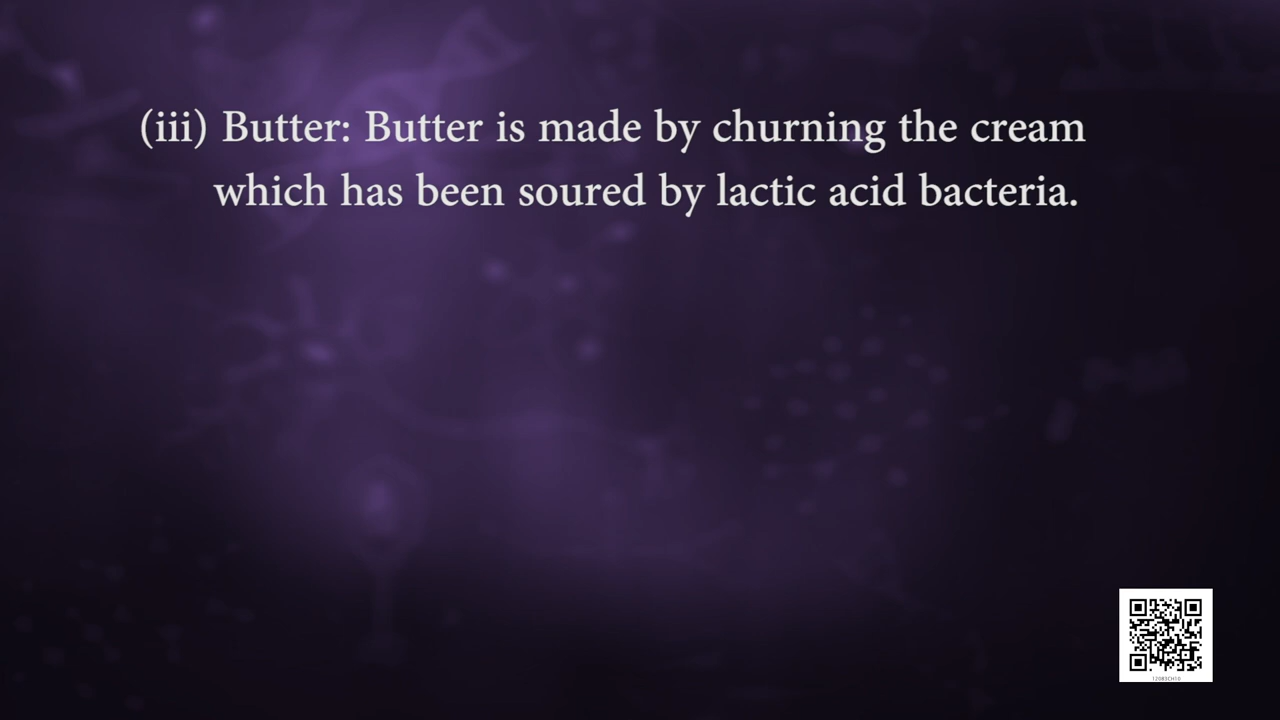 (iii) Butter: Butter is made by churning the cream
which has been soured by lactic acid bacteria.